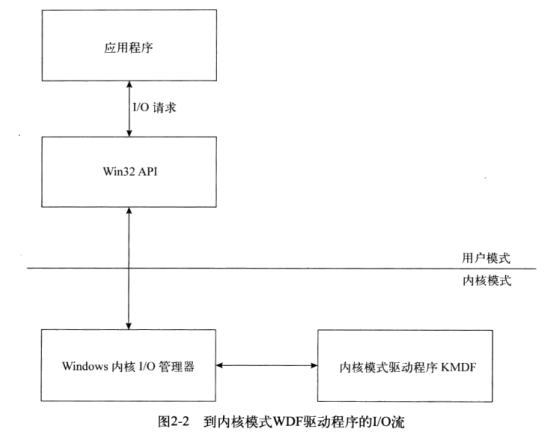 应用程序
I/O 请求
Win32 API
用户模式
内核模式
Windows 内核 I/O 管理器
内核模式驱动程序 KMDF
图2-2 到内核模式WDF驱动程序的I/O流